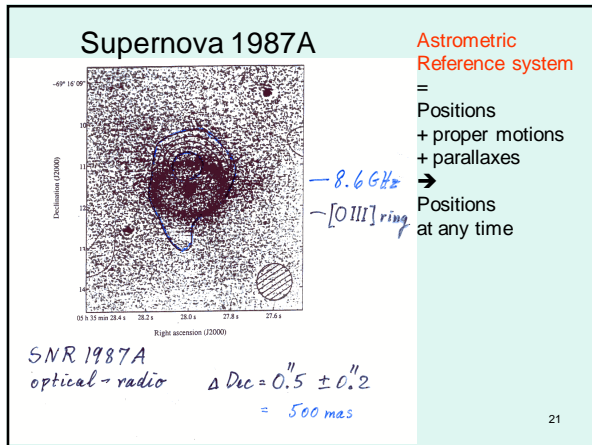 Supernova 1987A
−69° 16' 09"
10
11
12
13
14
Declination (J2000)
05 h 35 min 28.4 s
28.2 s
28.0 s
27.8 s
27.6 s
Right ascension (J2000)
8.6 GHz
[OIII] ring
SNR 1987A
optical - radio Δ Dec = 0."5 ± 0."2
= 500 mas
Astrometric
Reference system
=
Positions
+ proper motions
+ parallaxes
➔
Positions
at any time
21